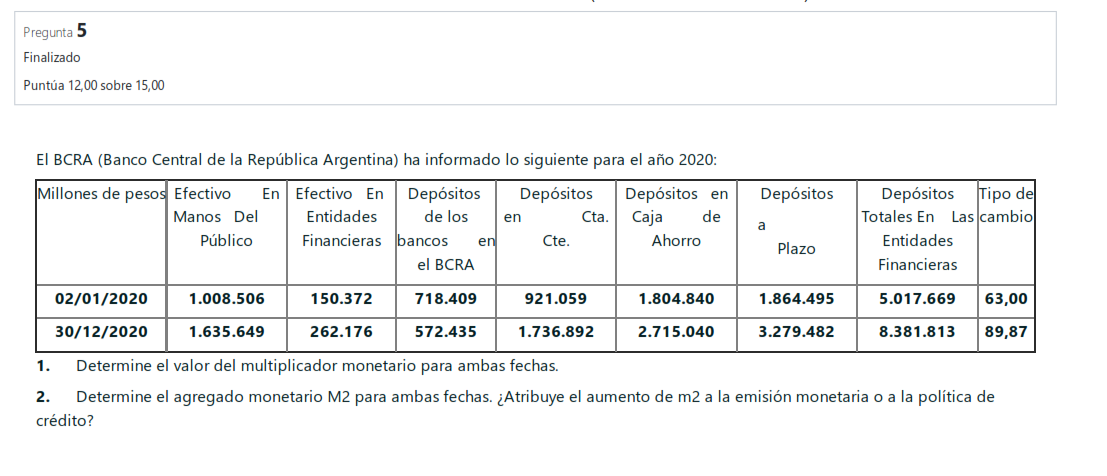 Pregunta 5
Finalizado
Puntúa 12,00 sobre 15,00
El BCRA (Banco Central de la República Argentina) ha informado lo siguiente para el año 2020:
Millones de pesos Efectivo En Efectivo En Depósitos Depósitos Depósitos en Depósitos Depósitos Tipo de
Manos Del Entidades de los en Cta. Caja de a Totales En Las cambio
Público Financieras bancos en Cte. Ahorro Plazo Entidades
el BCRA Financieras
02/01/2020 1.008.506 150.372 718.409 921.059 1.804.840 1.864.495 5.017.669 63,00
30/12/2020 1.635.649 262.176 572.435 1.736.892 2.715.040 3.279.482 8.381.813 89,87
1. Determine el valor del multiplicador monetario para ambas fechas.
2. Determine el agregado monetario M2 para ambas fechas. ¿Atribuye el aumento de m2 a la emisión monetaria o a la política de
crédito?